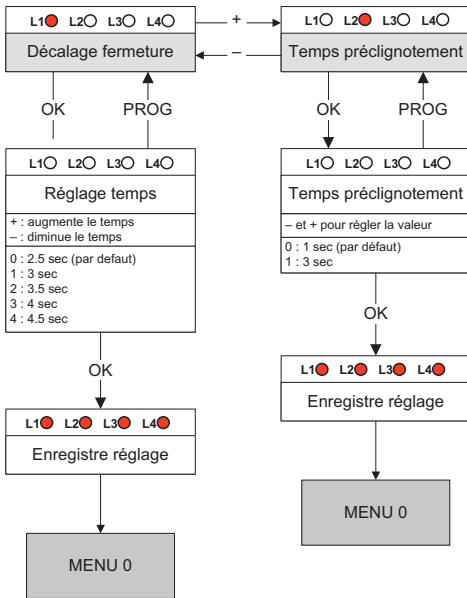 L1 L2 L3 L4
Décalage fermeture
+
–
L1 L2 L3 L4
Temps préclignotement
OK
PROG
OK
PROG
L1 L2 L3 L4
Réglage temps
+ : augmente le temps
– : diminue le temps
0 : 2.5 sec (par defaut)
1 : 3 sec
2 : 3.5 sec
3 : 4 sec
4 : 4.5 sec
L1 L2 L3 L4
Temps préclignotement
– et + pour régler la valeur
0 : 1 sec (par défaut)
1 : 3 sec
OK
OK
L1 L2 L3 L4
Enregistre réglage
L1 L2 L3 L4
Enregistre réglage
MENU 0
MENU 0